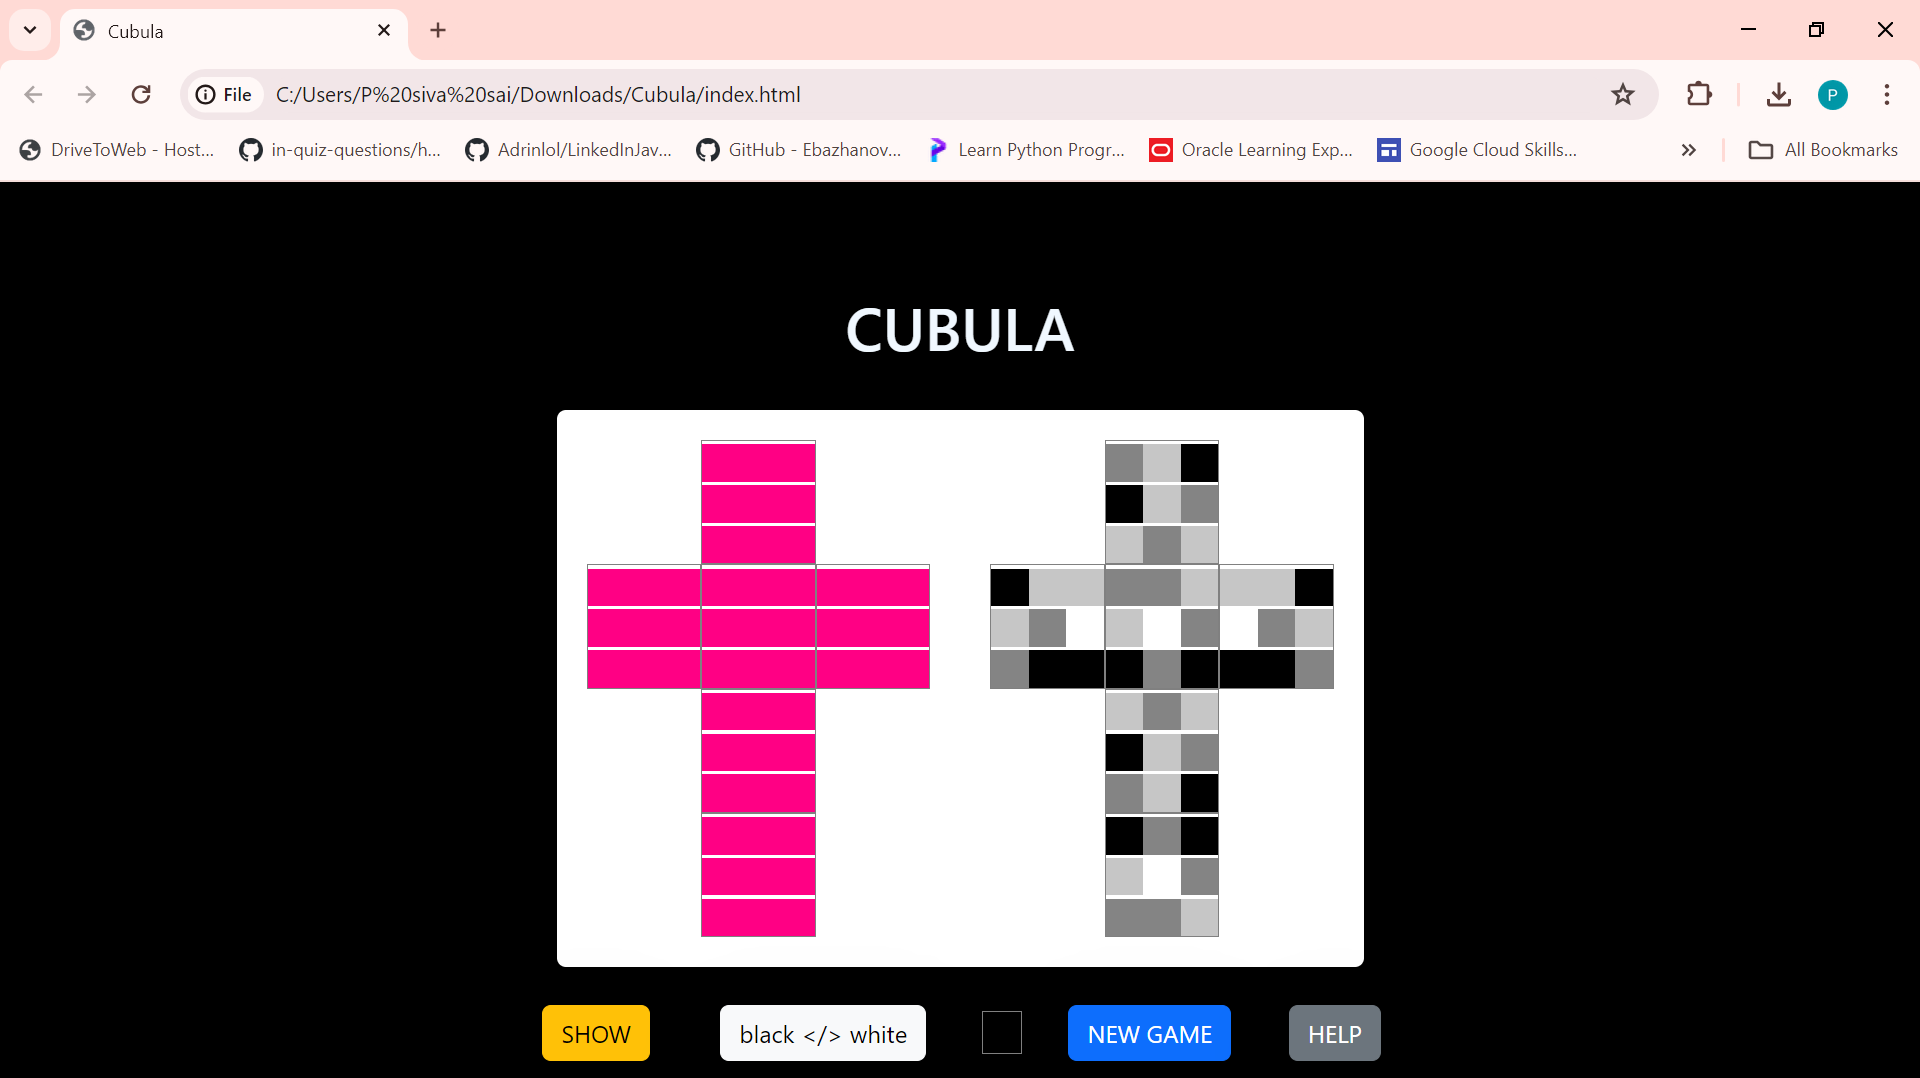 Cubula
File C:/Users/P%20siva%20sai/Downloads/Cubula/index.html P
DriveToWeb - Host... in-quiz-questions/h... Adrinlol/LinkedInJav... GitHub - Ebazhanov... Learn Python Progr... Oracle Learning Exp... Google Cloud Skills... All Bookmarks
CUBULA
SHOW black </> white NEW GAME HELP